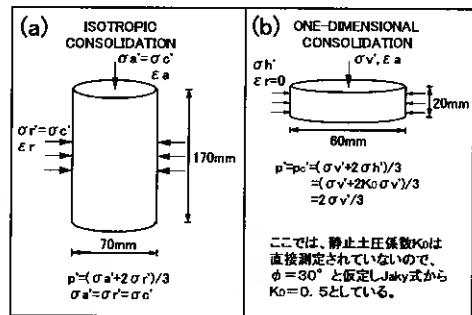 (a) ISOTROPIC
CONSOLIDATION
σa'=σc'
εa
σr'=σc'
εr
170mm
70mm
p'=(σa'+2σr')/3
σa'=σr'=σc'
(b) ONE-DIMENSIONAL
CONSOLIDATION
σv', εa
σh'
εr=0
20mm
60mm
p'=pc'=(σv'+2σh')/3
=(σv'+2K0σv')/3
=2σv'/3
ここでは、静止土圧係数K0は
直接測定されていないので、
φ=30°と仮定しJaky式から
K0=0.5としている。